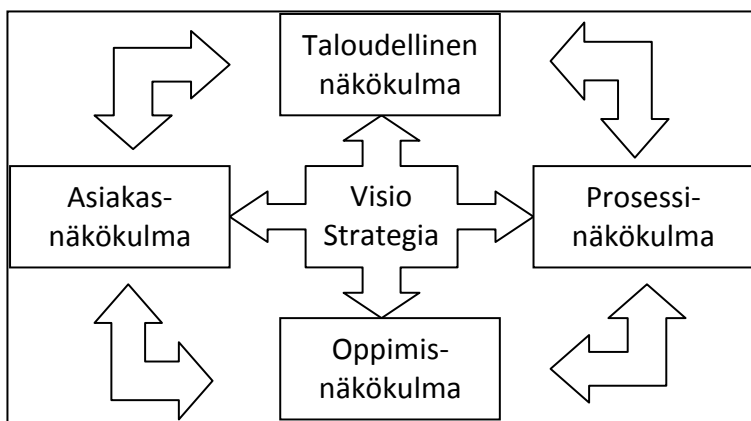 Taloudellinen
näkökulma
Asiakas-
näkökulma
Visio
Strategia
Prosessi-
näkökulma
Oppimis-
näkökulma